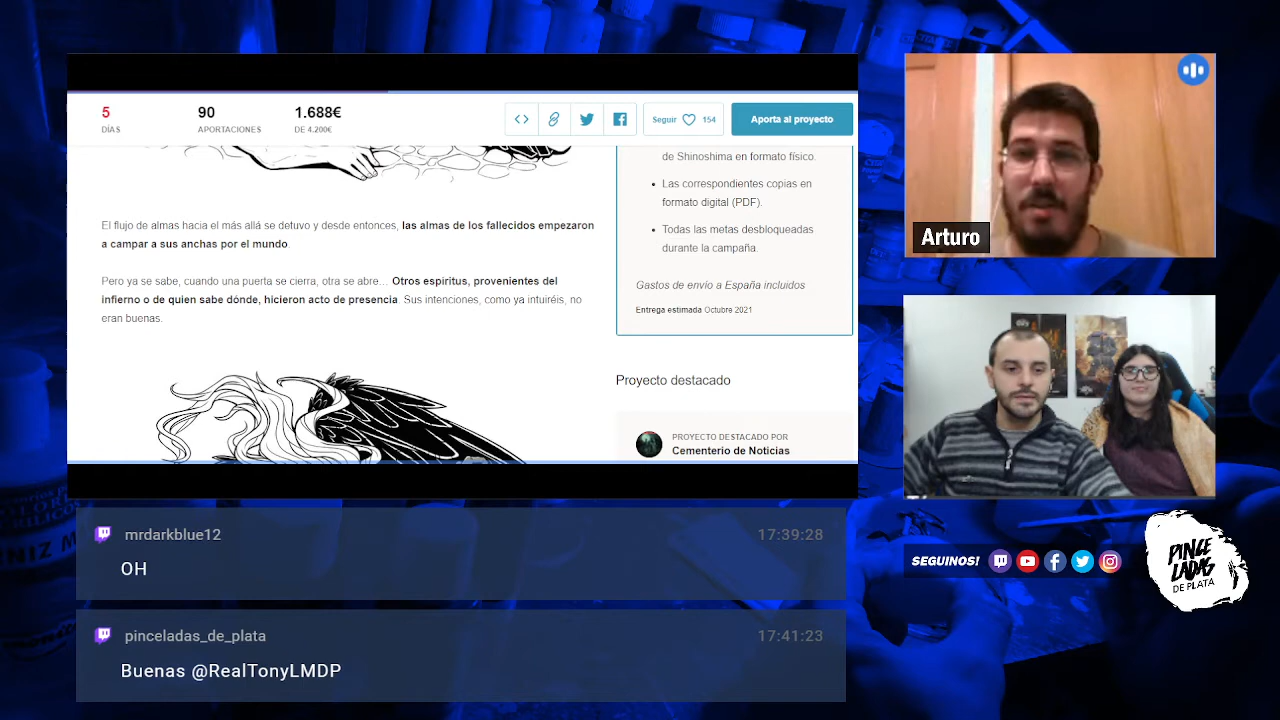 5
DÍAS
90
APORTACIONES
1.688€
DE 4.200€
Seguir
154
Aporta al proyecto
El flujo de almas hacia el más allá se detuvo y desde entonces, las almas de los fallecidos empezaron
a campar a sus anchas por el mundo.
Pero ya se sabe, cuando una puerta se cierra, otra se abre… Otros espíritus, provenientes del
infierno o de quien sabe dónde, hicieron acto de presencia. Sus intenciones, como ya intuiréis, no
eran buenas.
de Shinoshima en formato físico.
Las correspondientes copias en
formato digital (PDF).
Todas las metas desbloqueadas
durante la campaña.
Gastos de envío a España incluidos
Entrega estimada Octubre 2021
Proyecto destacado
PROYECTO DESTACADO POR
Cementerio de Noticias
Arturo
mrdarkblue12
17:39:28
OH
pinceladas_de_plata
17:41:23
Buenas @RealTonyLMDP
SEGUINOS!
PINCE
LADAS
DE PLATA